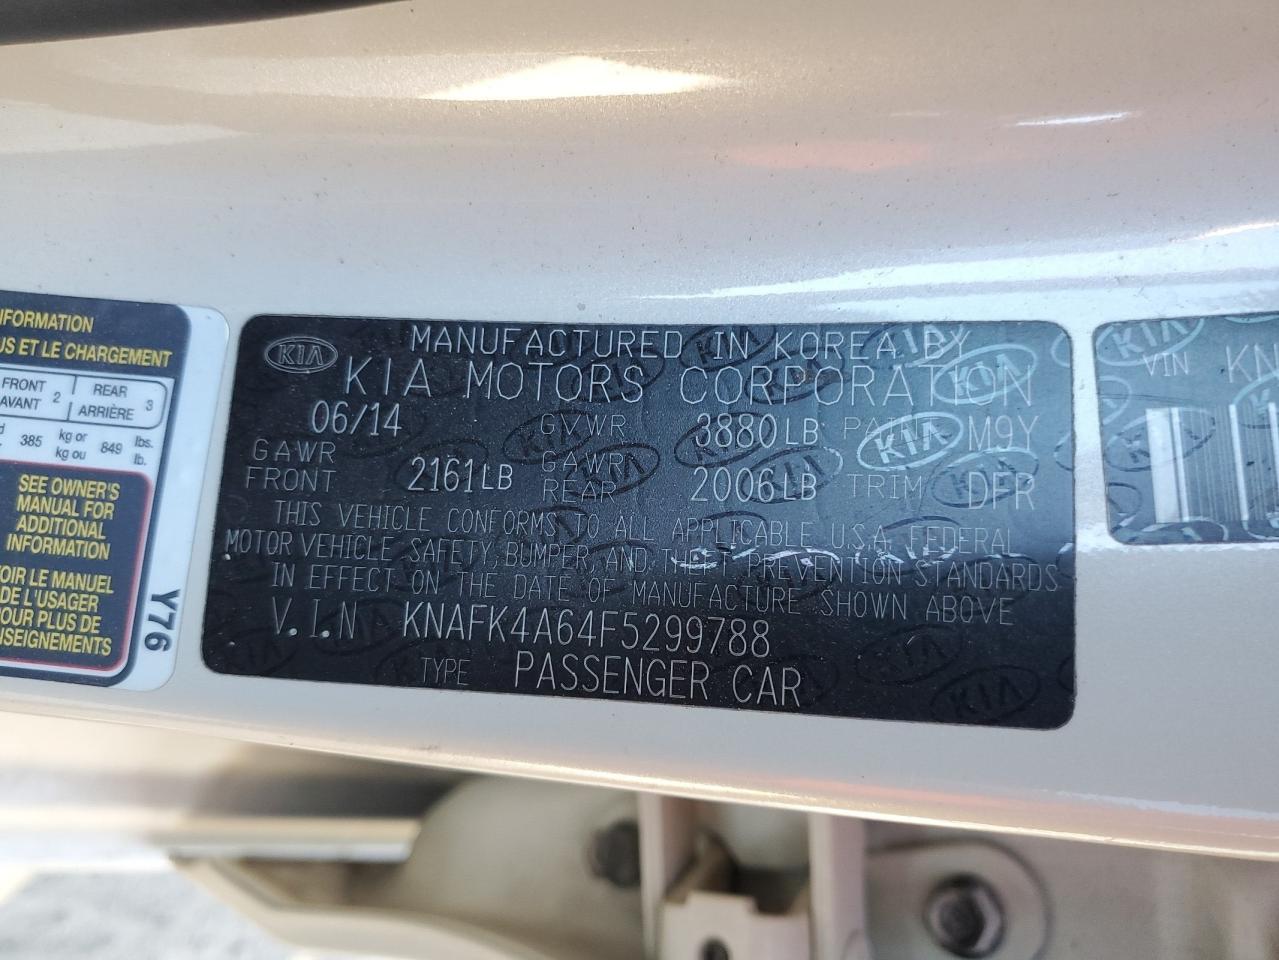 NFORMATION
US ET LE CHARGEMENT
FRONT 2 REAR 3
AVANT ARRIÈRE
385 kg or 849 lbs.
kg ou lb.
SEE OWNER'S
MANUAL FOR
ADDITIONAL
INFORMATION
OIR LE MANUEL
DE L'USAGER
POUR PLUS DE
NSEIGNEMENTS
Y76
KIA
MANUFACTURED IN KOREA BY
KIA MOTORS CORPORATION
06/14 GVWR 3880LB PAINT M9Y
GAWR FRONT 2161LB GAWR REAR 2006LB TRIM DFR
THIS VEHICLE CONFORMS TO ALL APPLICABLE U.S.A. FEDERAL
MOTOR VEHICLE SAFETY, BUMPER, AND THEFT PREVENTION STANDARDS
IN EFFECT ON THE DATE OF MANUFACTURE SHOWN ABOVE
V.I.N KNAFK4A64F5299788
TYPE PASSENGER CAR
VIN KN